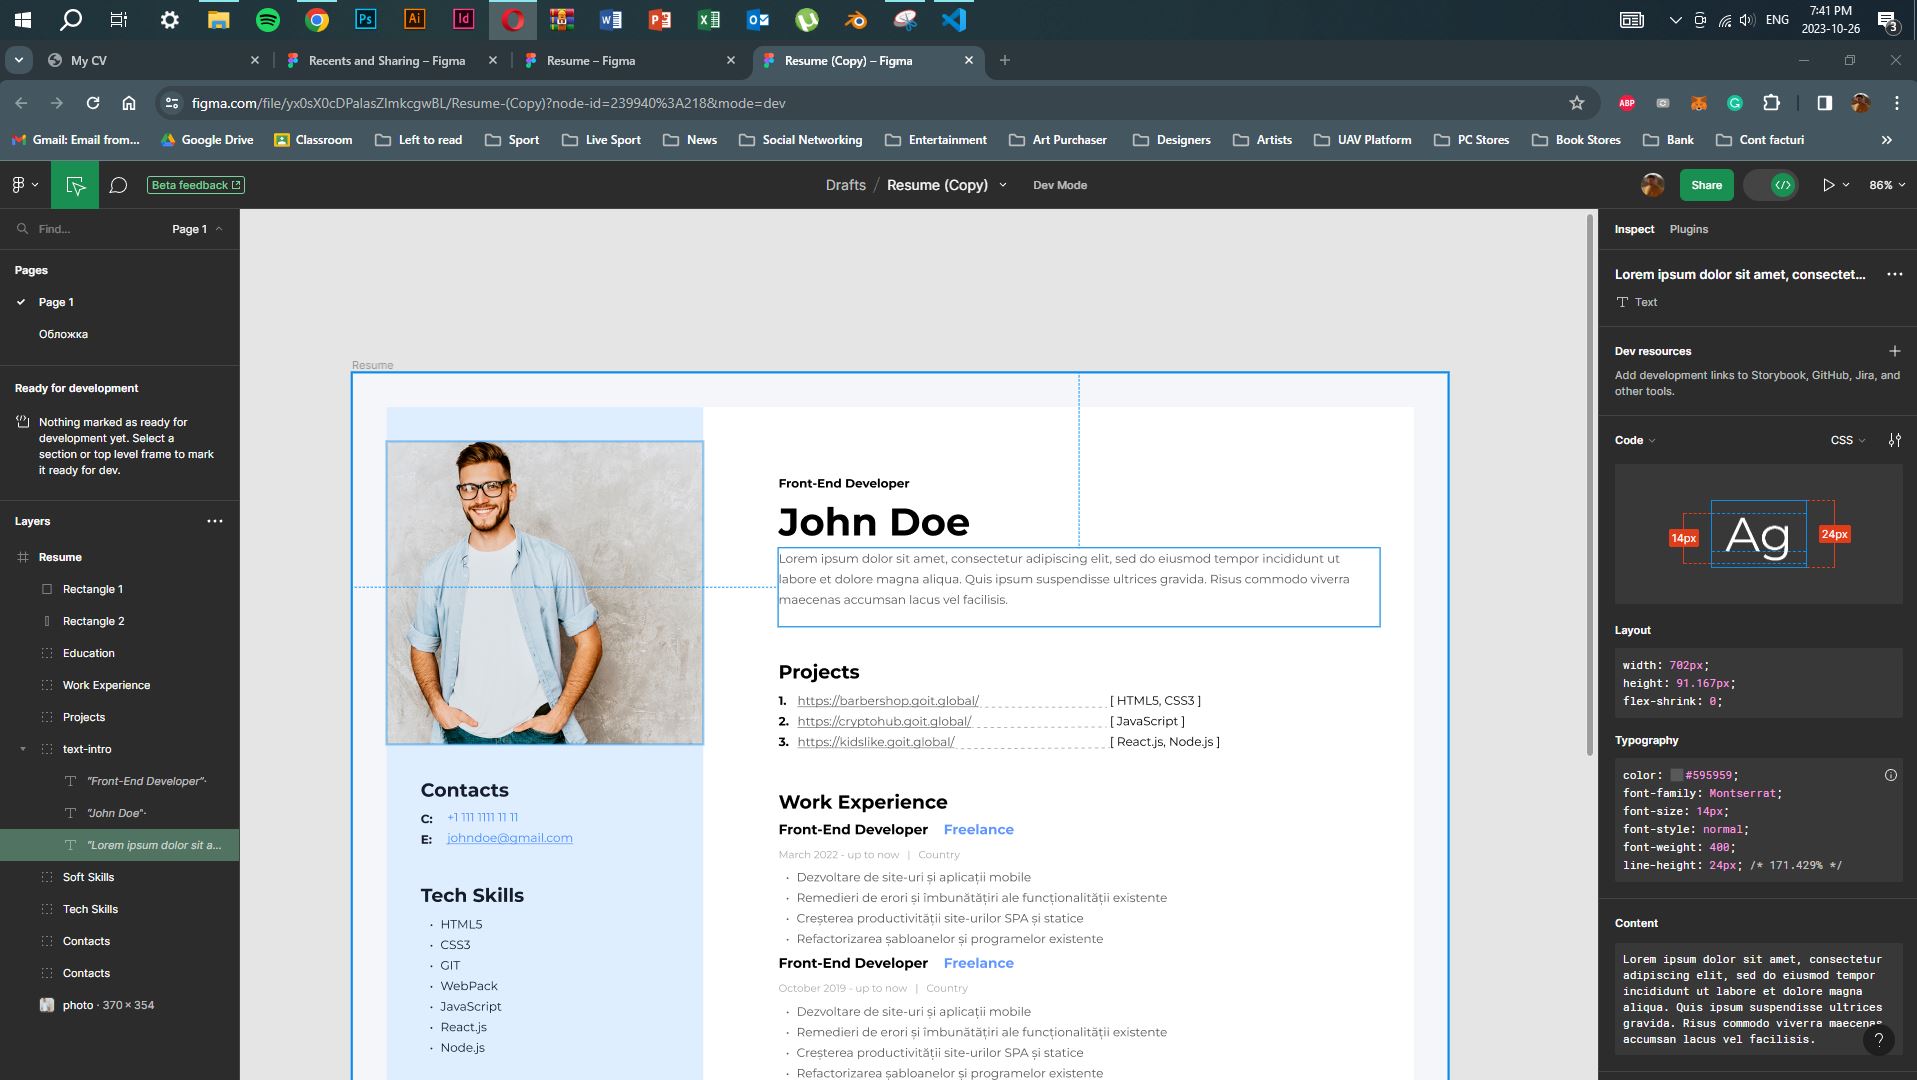 Ps
Ai
Id
ENG
7:41 PM
2023-10-26
3
My CV
Recents and Sharing – Figma
Resume – Figma
Resume (Copy) – Figma
figma.com/file/yx0sX0cDPalasZlmkcgwBL/Resume-(Copy)?node-id=239940%3A218&mode=dev
ABP
Gmail: Email from...
Google Drive
Classroom
Left to read
Sport
Live Sport
News
Social Networking
Entertainment
Art Purchaser
Designers
Artists
UAV Platform
PC Stores
Book Stores
Bank
Cont facturi
Beta feedback
Drafts / Resume (Copy)
Dev Mode
Share
86%
Find...
Page 1
Pages
Page 1
Обложка
Ready for development
Nothing marked as ready for
development yet. Select a
section or top level frame to mark
it ready for dev.
Layers
Resume
Rectangle 1
Rectangle 2
Education
Work Experience
Projects
text-intro
"Front-End Developer"·
"John Doe"·
"Lorem ipsum dolor sit a...
Soft Skills
Tech Skills
Contacts
Contacts
photo · 370 × 354
Resume
Contacts
C: +1 111 1111 11 11
E: johndoe@gmail.com
Tech Skills
• HTML5
• CSS3
• GIT
• WebPack
• JavaScript
• React.js
• Node.js
Front-End Developer
John Doe
Lorem ipsum dolor sit amet, consectetur adipiscing elit, sed do eiusmod tempor incididunt ut
labore et dolore magna aliqua. Quis ipsum suspendisse ultrices gravida. Risus commodo viverra
maecenas accumsan lacus vel facilisis.
Projects
1. https://barbershop.goit.global/ [ HTML5, CSS3 ]
2. https://cryptohub.goit.global/ [ JavaScript ]
3. https://kidslike.goit.global/ [ React.js, Node.js ]
Work Experience
Front-End Developer Freelance
March 2022 - up to now | Country
• Dezvoltare de site-uri și aplicații mobile
• Remedieri de erori și îmbunătățiri ale funcționalității existente
• Creșterea productivității site-urilor SPA și statice
• Refactorizarea șabloanelor și programelor existente
Front-End Developer Freelance
October 2019 - up to now | Country
• Dezvoltare de site-uri și aplicații mobile
• Remedieri de erori și îmbunătățiri ale funcționalității existente
• Creșterea productivității site-urilor SPA și statice
• Refactorizarea șabloanelor și programelor existente
Inspect
Plugins
Lorem ipsum dolor sit amet, consectet...
Text
Dev resources
Add development links to Storybook, GitHub, Jira, and
other tools.
Code
CSS
14px
Ag
24px
Layout
width: 702px;
height: 91.167px;
flex-shrink: 0;
Typography
color: #595959;
font-family: Montserrat;
font-size: 14px;
font-style: normal;
font-weight: 400;
line-height: 24px; /* 171.429% */
Content
Lorem ipsum dolor sit amet, consectetur
adipiscing elit, sed do eiusmod tempor
incididunt ut labore et dolore magna
aliqua. Quis ipsum suspendisse ultrices
gravida. Risus commodo viverra maecenas
accumsan lacus vel facilisis.
?